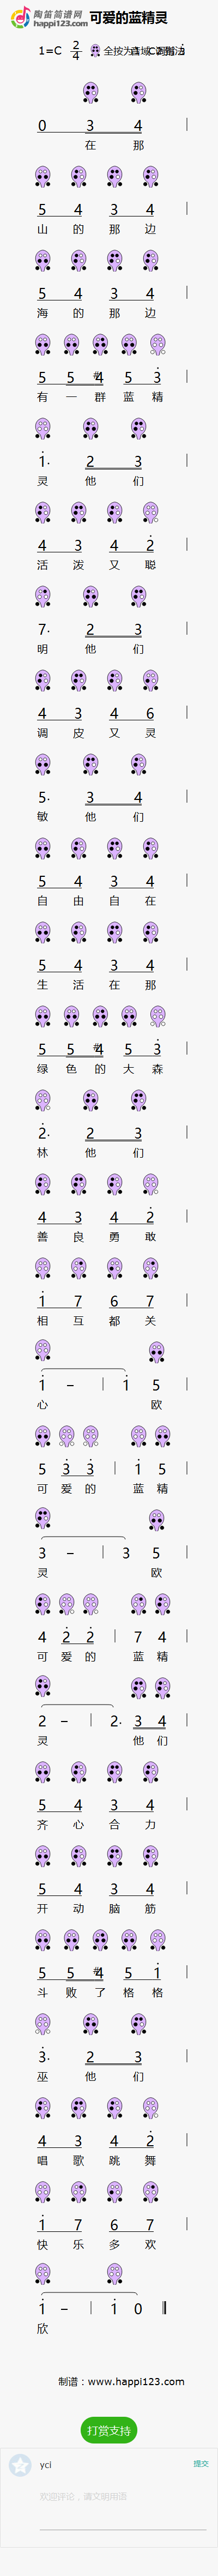 陶笛简谱网
happi123.com
可爱的蓝精灵
1=C 2/4 全按为
0 3 4
在 那
5 4 3 4
山 的 那 边
5 4 3 4
海 的 那 边
5 5 #4 5 3̇
有 一 群 蓝 精
1̇. 2 3
灵 他 们
4 3 4 2̇
活 泼 又 聪
7. 2 3
明 他 们
4 3 4 6
调 皮 又 灵
5. 3 4
敏 他 们
5 4 3 4
自 由 自 在
5 4 3 4
生 活 在 那
5 5 #4 5 3̇
绿 色 的 大 森
2̇. 2 3
林 他 们
4 3 4 2̇
善 良 勇 敢
1̇ 7 6 7
相 互 都 关
1̇ – | 1̇ 5
心 欧
5 3̇ 3̇ | 1̇ 5
可 爱 的 蓝 精
3 – | 3 5
灵 欧
4 2̇ 2̇ | 7 4
可 爱 的 蓝 精
2 – | 2. 3 4
灵 他 们
5 4 3 4
齐 心 合 力
5 4 3 4
开 动 脑 筋
5 5 #4 5 1̇
斗 败 了 格 格
3̇. 2 3
巫 他 们
4 3 4 2̇
唱 歌 跳 舞
1̇ 7 6 7
快 乐 多 欢
1̇ – | 1̇ 0
欣
制谱：www.happi123.com
打赏支持
ycl
提交
欢迎评论，请文明用语